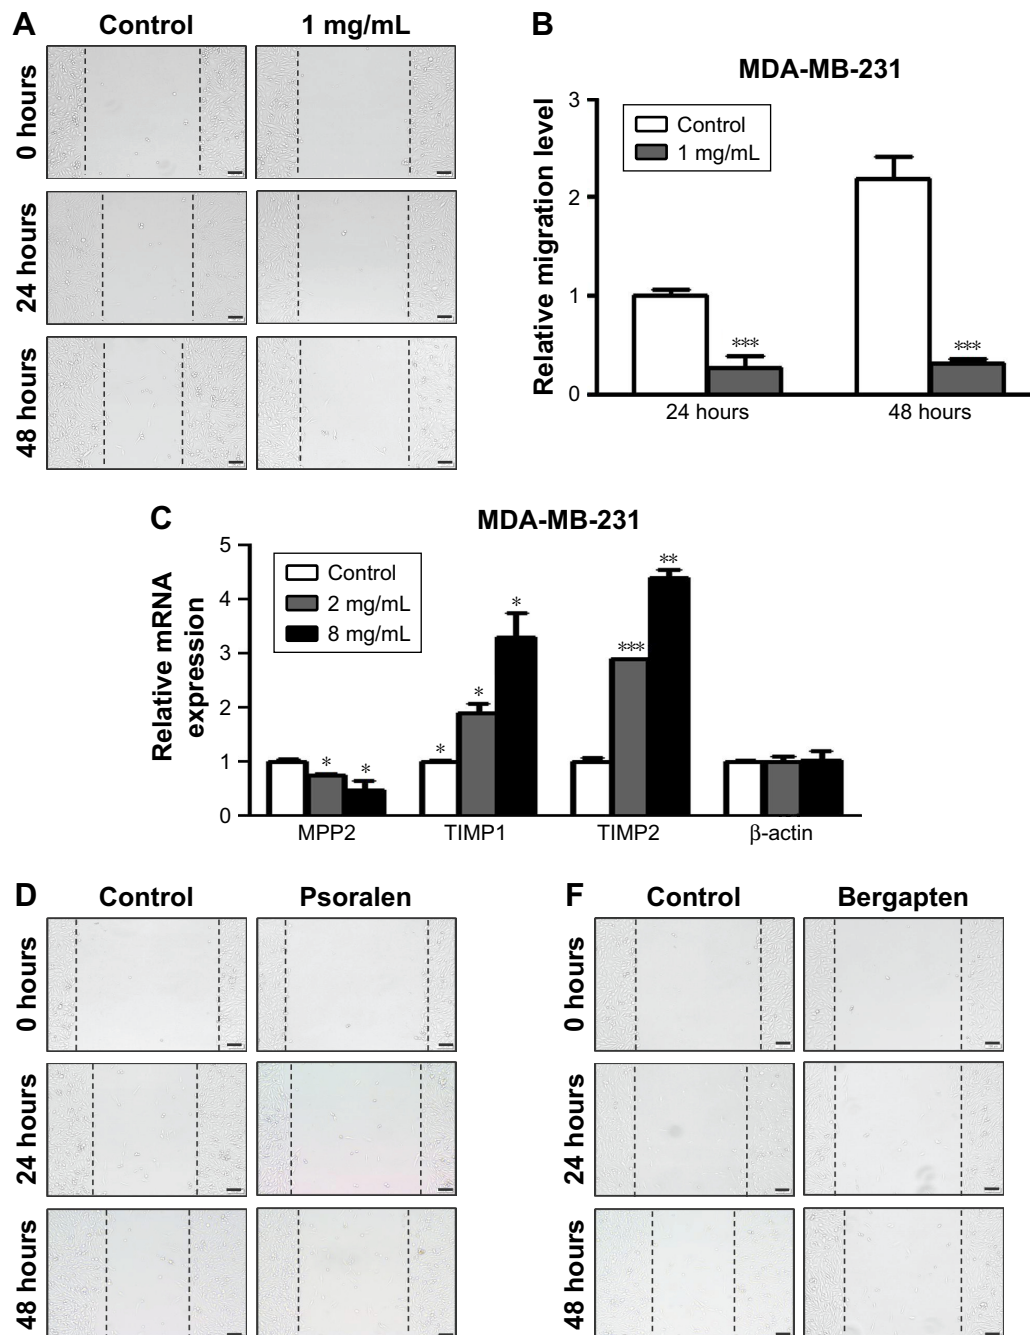 A
Control
1 mg/mL
0 hours
24 hours
48 hours
B
MDA-MB-231
Relative migration level
3
2
1
0
Control
1 mg/mL
***
***
24 hours
48 hours
C
MDA-MB-231
Relative mRNA
expression
5
4
3
2
1
0
Control
2 mg/mL
8 mg/mL
*
*
*
*
*
***
**
MPP2
TIMP1
TIMP2
β-actin
D
Control
Psoralen
0 hours
24 hours
48 hours
F
Control
Bergapten
0 hours
24 hours
48 hours